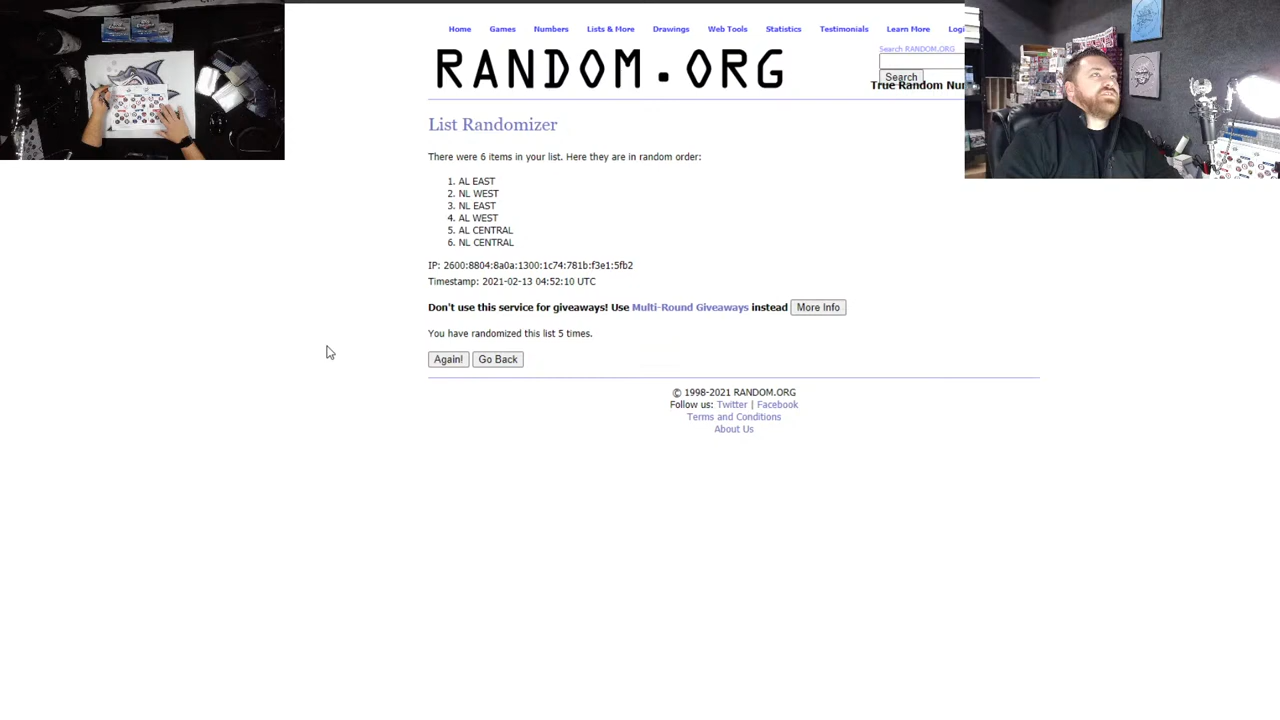 Home Games Numbers Lists & More Drawings Web Tools Statistics Testimonials Learn More Logi
Search RANDOM.ORG
RANDOM.ORG
Search
True Random Num
List Randomizer
There were 6 items in your list. Here they are in random order:
1. AL EAST
2. NL WEST
3. NL EAST
4. AL WEST
5. AL CENTRAL
6. NL CENTRAL
IP: 2600:8804:8a0a:1300:1c74:781b:f3e1:5fb2
Timestamp: 2021-02-13 04:52:10 UTC
Don't use this service for giveaways! Use Multi-Round Giveaways instead More Info
You have randomized this list 5 times.
Again! Go Back
© 1998-2021 RANDOM.ORG
Follow us: Twitter | Facebook
Terms and Conditions
About Us